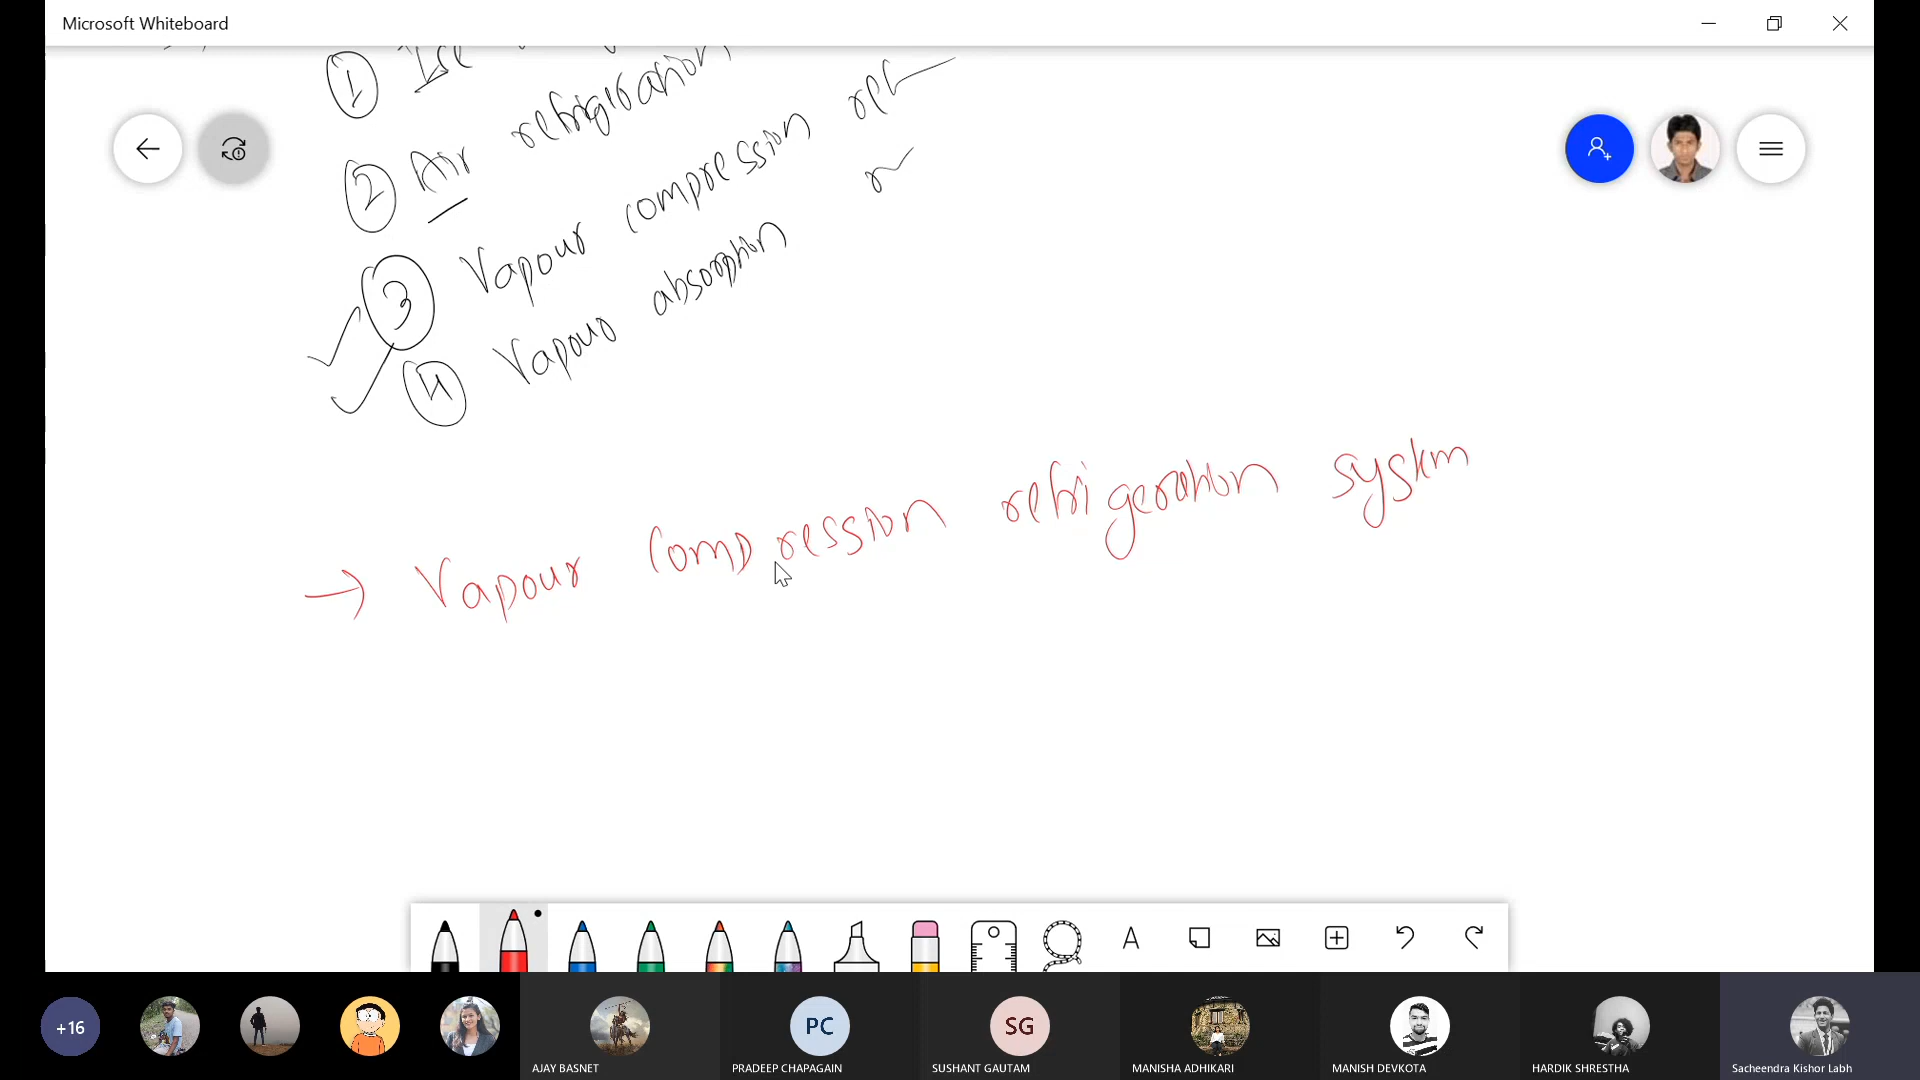 Microsoft Whiteboard
① Ice
② Air refrigeration
③ Vapour compression ref
④ Vapour absorption r
→ Vapour compression refrigeration system
A
+16
PC
SG
AJAY BASNET
PRADEEP CHAPAGAIN
SUSHANT GAUTAM
MANISHA ADHIKARI
MANISH DEVKOTA
HARDIK SHRESTHA
Sacheendra Kishor Labh